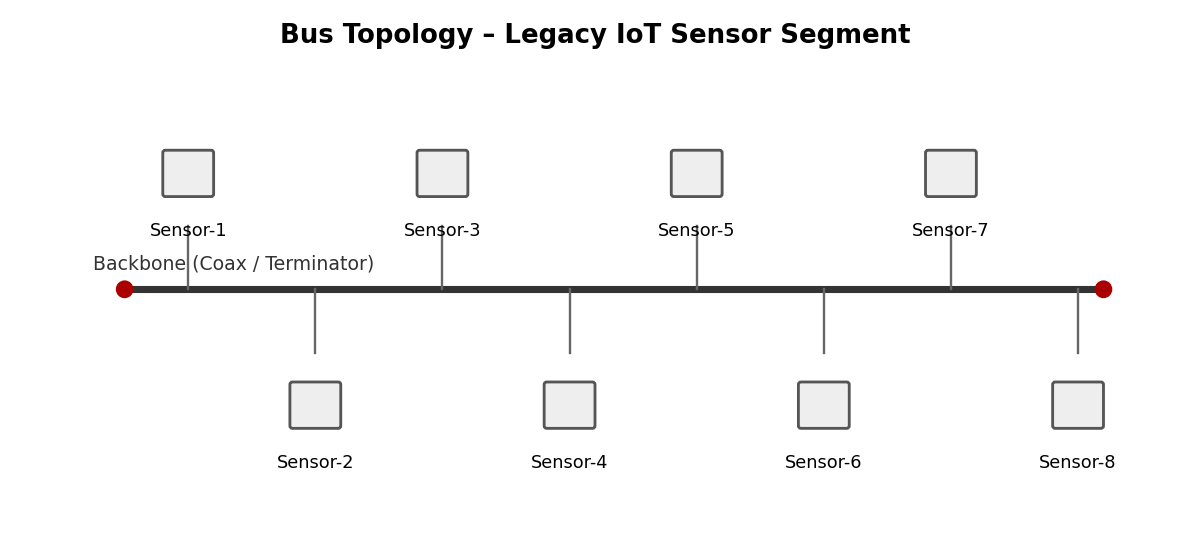 Bus Topology – Legacy IoT Sensor Segment
Sensor-1
Sensor-3
Sensor-5
Sensor-7
Backbone (Coax / Terminator)
Sensor-2
Sensor-4
Sensor-6
Sensor-8